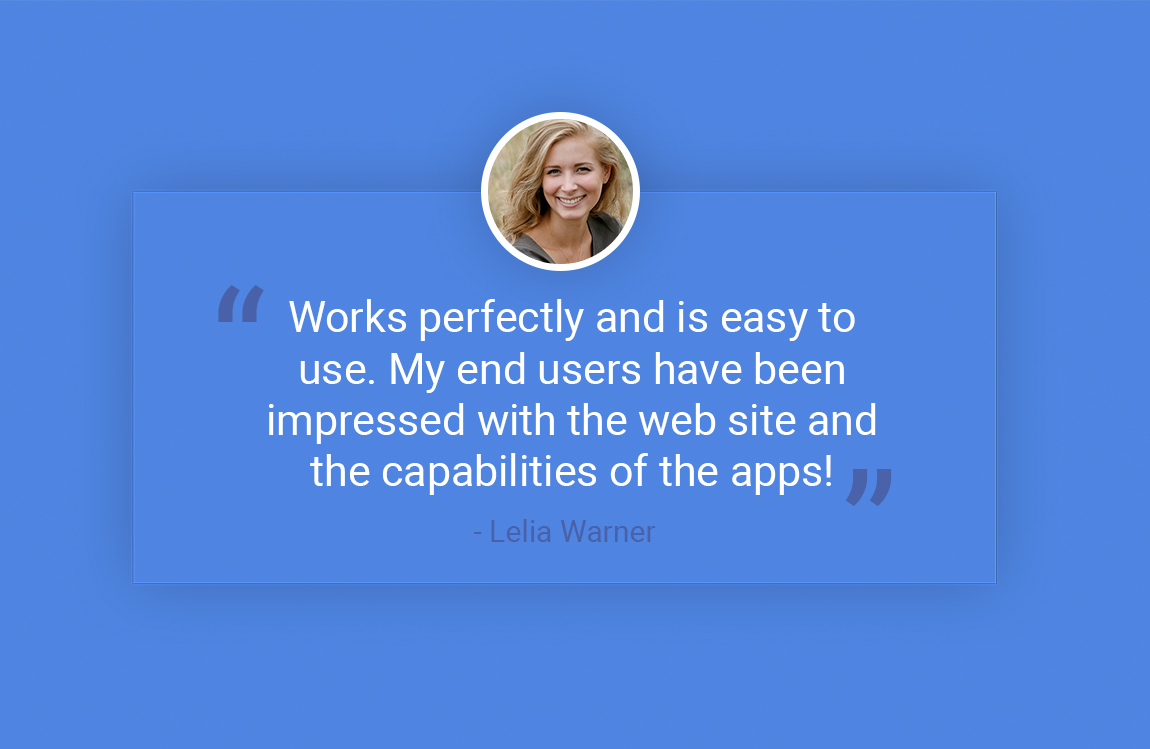 “ Works perfectly and is easy to
use. My end users have been
impressed with the web site and
the capabilities of the apps! ”
- Lelia Warner